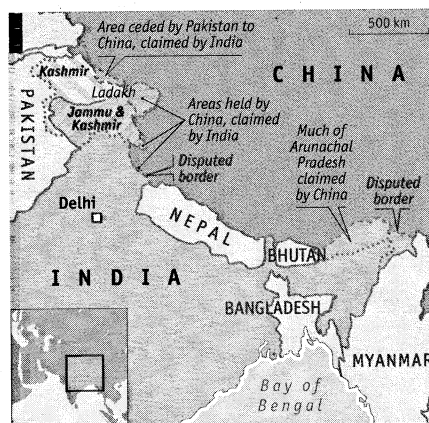 Area ceded by Pakistan to
China, claimed by India
500 km
Kashmir
Ladakh
CHINA
PAKISTAN
Jammu &
Kashmir
Areas held by
China, claimed
by India
Much of
Arunachal
Pradesh
claimed
by China
Disputed
border
Disputed
border
Delhi
NEPAL
BHUTAN
INDIA
BANGLADESH
MYANMAR
Bay of
Bengal